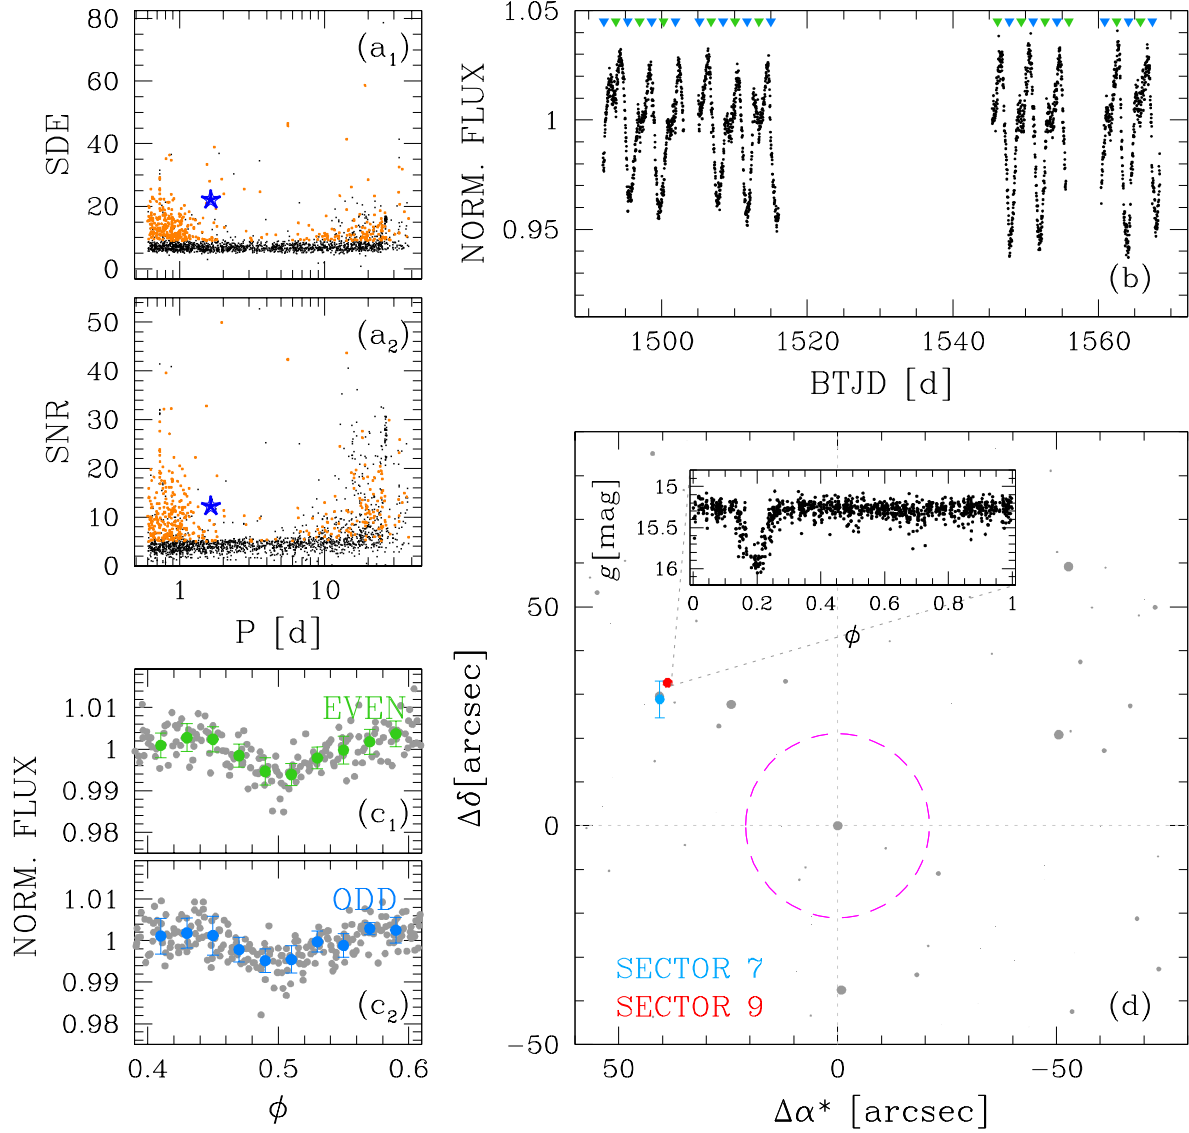 80
60
40
20
0
SDE
(a₁)
50
40
30
20
10
0
SNR
(a₂)
1
10
P [d]
1.05
1
0.95
NORM. FLUX
(b)
1500
1520
1540
1560
BTJD [d]
1.01
1
0.99
0.98
EVEN
(c₁)
NORM. FLUX
1.01
1
0.99
0.98
ODD
(c₂)
0.4
0.5
0.6
ϕ
15
15.5
16
g[mag]
0
0.2
0.4
0.6
0.8
1
ϕ
50
0
−50
Δδ[arcsec]
SECTOR 7
SECTOR 9
(d)
50
0
−50
Δα* [arcsec]